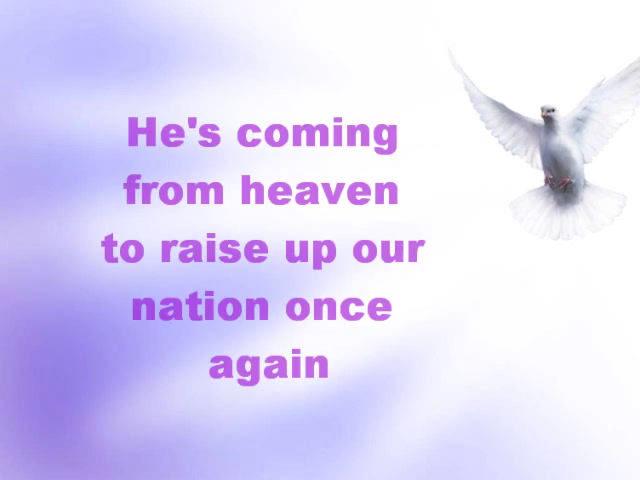 He's coming
from heaven
to raise up our
nation once
again